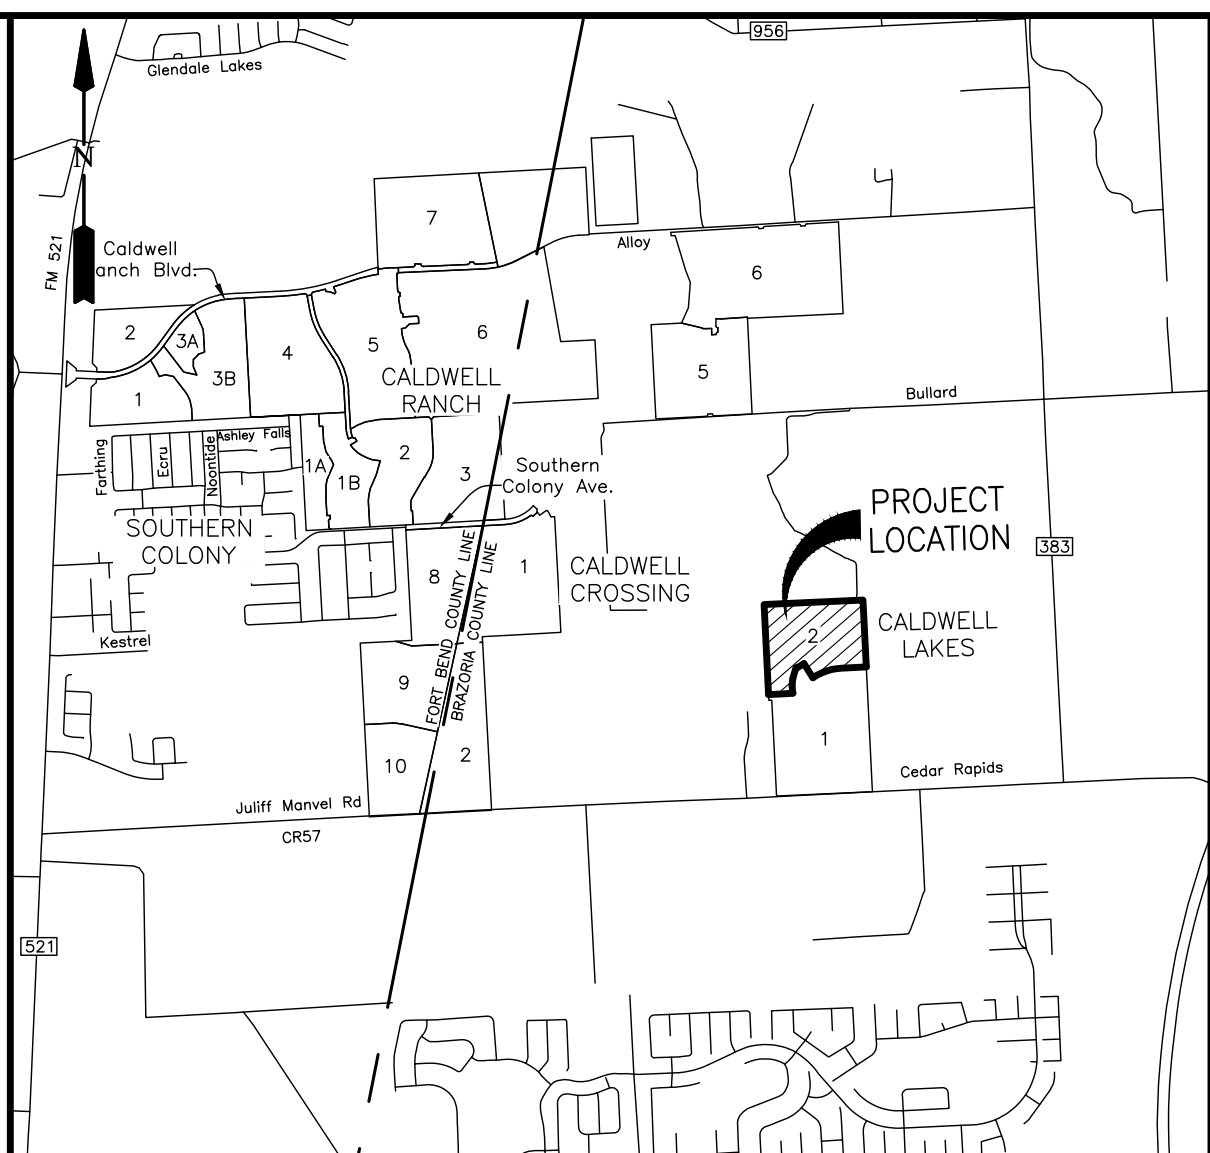 956
Glendale Lakes
N
7
FM 521
Caldwell
anch Blvd.
Alloy
6
2
3A
4
5
6
3B
5
1
CALDWELL
RANCH
Bullard
Farthing
Ecru
Noontide
Ashley Falls
1A
1B
2
3
Southern
Colony Ave.
PROJECT
LOCATION
SOUTHERN
COLONY
383
8
FORT BEND COUNTY LINE
BRAZORIA COUNTY LINE
1
CALDWELL
CROSSING
Kestrel
2
CALDWELL
LAKES
9
10
2
1
Cedar Rapids
Juliff Manvel Rd
CR57
521